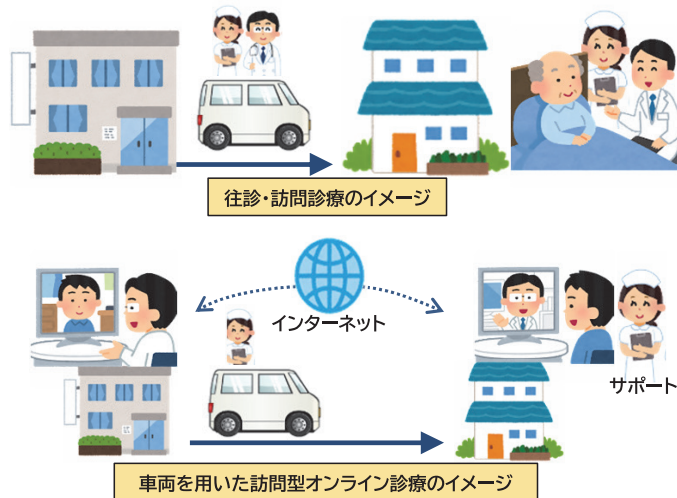 往診・訪問診療のイメージ
インターネット
サポート
車両を用いた訪問型オンライン診療のイメージ